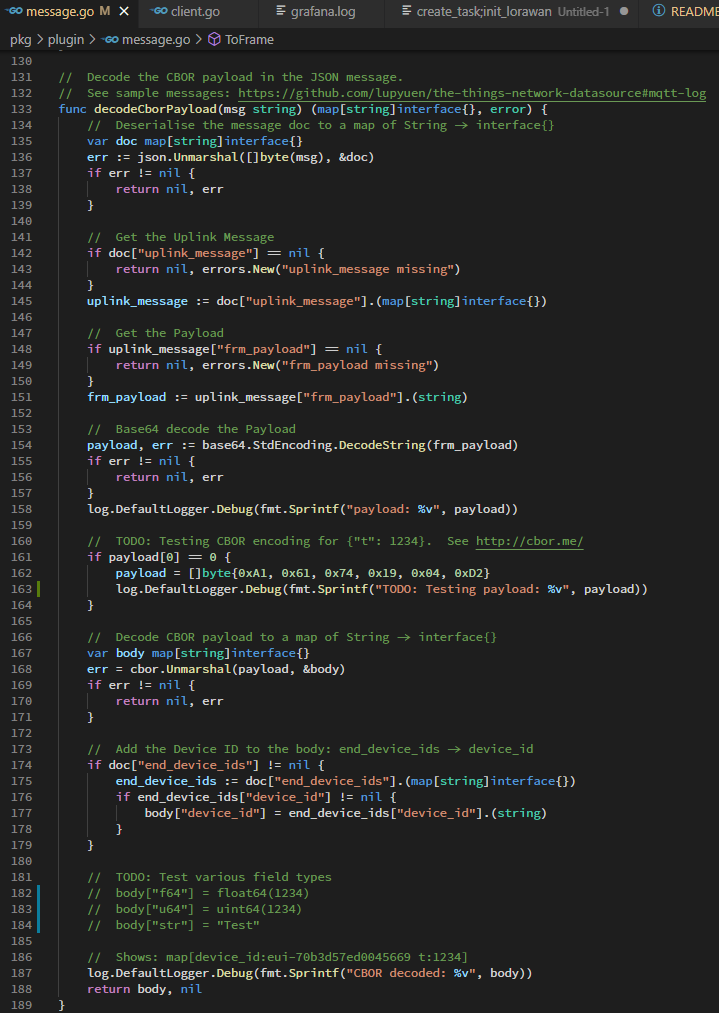 message.go M ✕ client.go grafana.log create_task;init_lorawan Untitled-1 ● README
pkg > plugin > message.go > ToFrame
130
131 // Decode the CBOR payload in the JSON message.
132 // See sample messages: https://github.com/lupyuen/the-things-network-datasource#mqtt-log
133 func decodeCborPayload(msg string) (map[string]interface{}, error) {
134     // Deserialise the message doc to a map of String → interface{}
135     var doc map[string]interface{}
136     err := json.Unmarshal([]byte(msg), &doc)
137     if err != nil {
138         return nil, err
139     }
140
141     // Get the Uplink Message
142     if doc["uplink_message"] == nil {
143         return nil, errors.New("uplink_message missing")
144     }
145     uplink_message := doc["uplink_message"].(map[string]interface{})
146
147     // Get the Payload
148     if uplink_message["frm_payload"] == nil {
149         return nil, errors.New("frm_payload missing")
150     }
151     frm_payload := uplink_message["frm_payload"].(string)
152
153     // Base64 decode the Payload
154     payload, err := base64.StdEncoding.DecodeString(frm_payload)
155     if err != nil {
156         return nil, err
157     }
158     log.DefaultLogger.Debug(fmt.Sprintf("payload: %v", payload))
159
160     // TODO: Testing CBOR encoding for {"t": 1234}. See http://cbor.me/
161     if payload[0] == 0 {
162         payload = []byte{0xA1, 0x61, 0x74, 0x19, 0x04, 0xD2}
163         log.DefaultLogger.Debug(fmt.Sprintf("TODO: Testing payload: %v", payload))
164     }
165
166     // Decode CBOR payload to a map of String → interface{}
167     var body map[string]interface{}
168     err = cbor.Unmarshal(payload, &body)
169     if err != nil {
170         return nil, err
171     }
172
173     // Add the Device ID to the body: end_device_ids → device_id
174     if doc["end_device_ids"] != nil {
175         end_device_ids := doc["end_device_ids"].(map[string]interface{})
176         if end_device_ids["device_id"] != nil {
177             body["device_id"] = end_device_ids["device_id"].(string)
178         }
179     }
180
181     // TODO: Test various field types
182     // body["f64"] = float64(1234)
183     // body["u64"] = uint64(1234)
184     // body["str"] = "Test"
185
186     // Shows: map[device_id:eui-70b3d57ed0045669 t:1234]
187     log.DefaultLogger.Debug(fmt.Sprintf("CBOR decoded: %v", body))
188     return body, nil
189 }